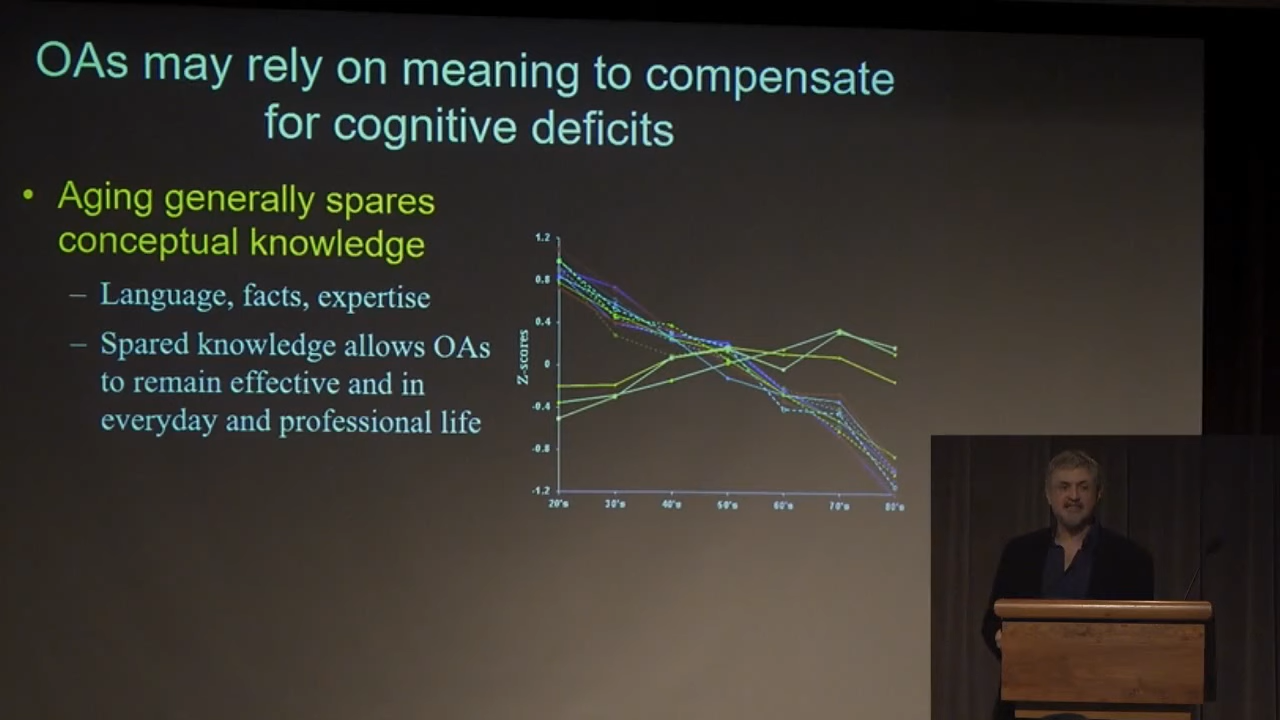 OAs may rely on meaning to compensate
for cognitive deficits
• Aging generally spares
conceptual knowledge
– Language, facts, expertise
– Spared knowledge allows OAs
to remain effective and in
everyday and professional life
Z-scores
1.2
0.8
0.4
0
-0.4
-0.8
-1.2
20's 30's 40's 50's 60's 70's 80's